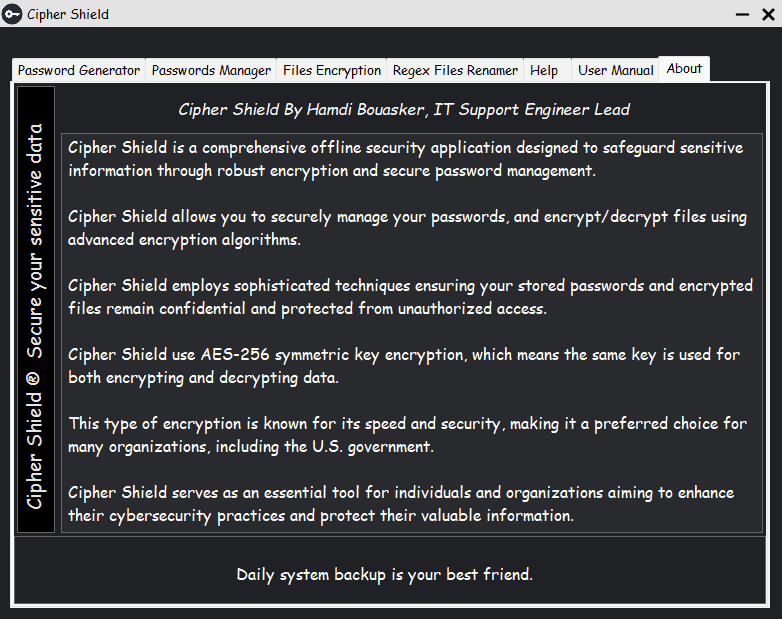 Cipher Shield
Password Generator
Passwords Manager
Files Encryption
Regex Files Renamer
Help
User Manual
About
Cipher Shield ® Secure your sensitive data
Cipher Shield By Hamdi Bouasker, IT Support Engineer Lead
Cipher Shield is a comprehensive offline security application designed to safeguard sensitive
information through robust encryption and secure password management.
Cipher Shield allows you to securely manage your passwords, and encrypt/decrypt files using
advanced encryption algorithms.
Cipher Shield employs sophisticated techniques ensuring your stored passwords and encrypted
files remain confidential and protected from unauthorized access.
Cipher Shield use AES-256 symmetric key encryption, which means the same key is used for
both encrypting and decrypting data.
This type of encryption is known for its speed and security, making it a preferred choice for
many organizations, including the U.S. government.
Cipher Shield serves as an essential tool for individuals and organizations aiming to enhance
their cybersecurity practices and protect their valuable information.
Daily system backup is your best friend.